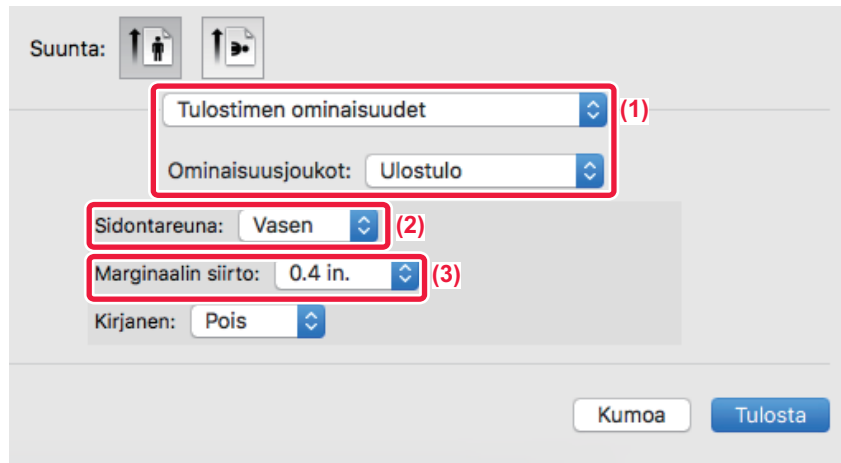 Suunta:
Tulostimen ominaisuudet (1)
Ominaisuusjoukot: Ulostulo
Sidontareuna: Vasen (2)
Marginaalin siirto: 0.4 in. (3)
Kirjanen: Pois
Kumoa Tulosta